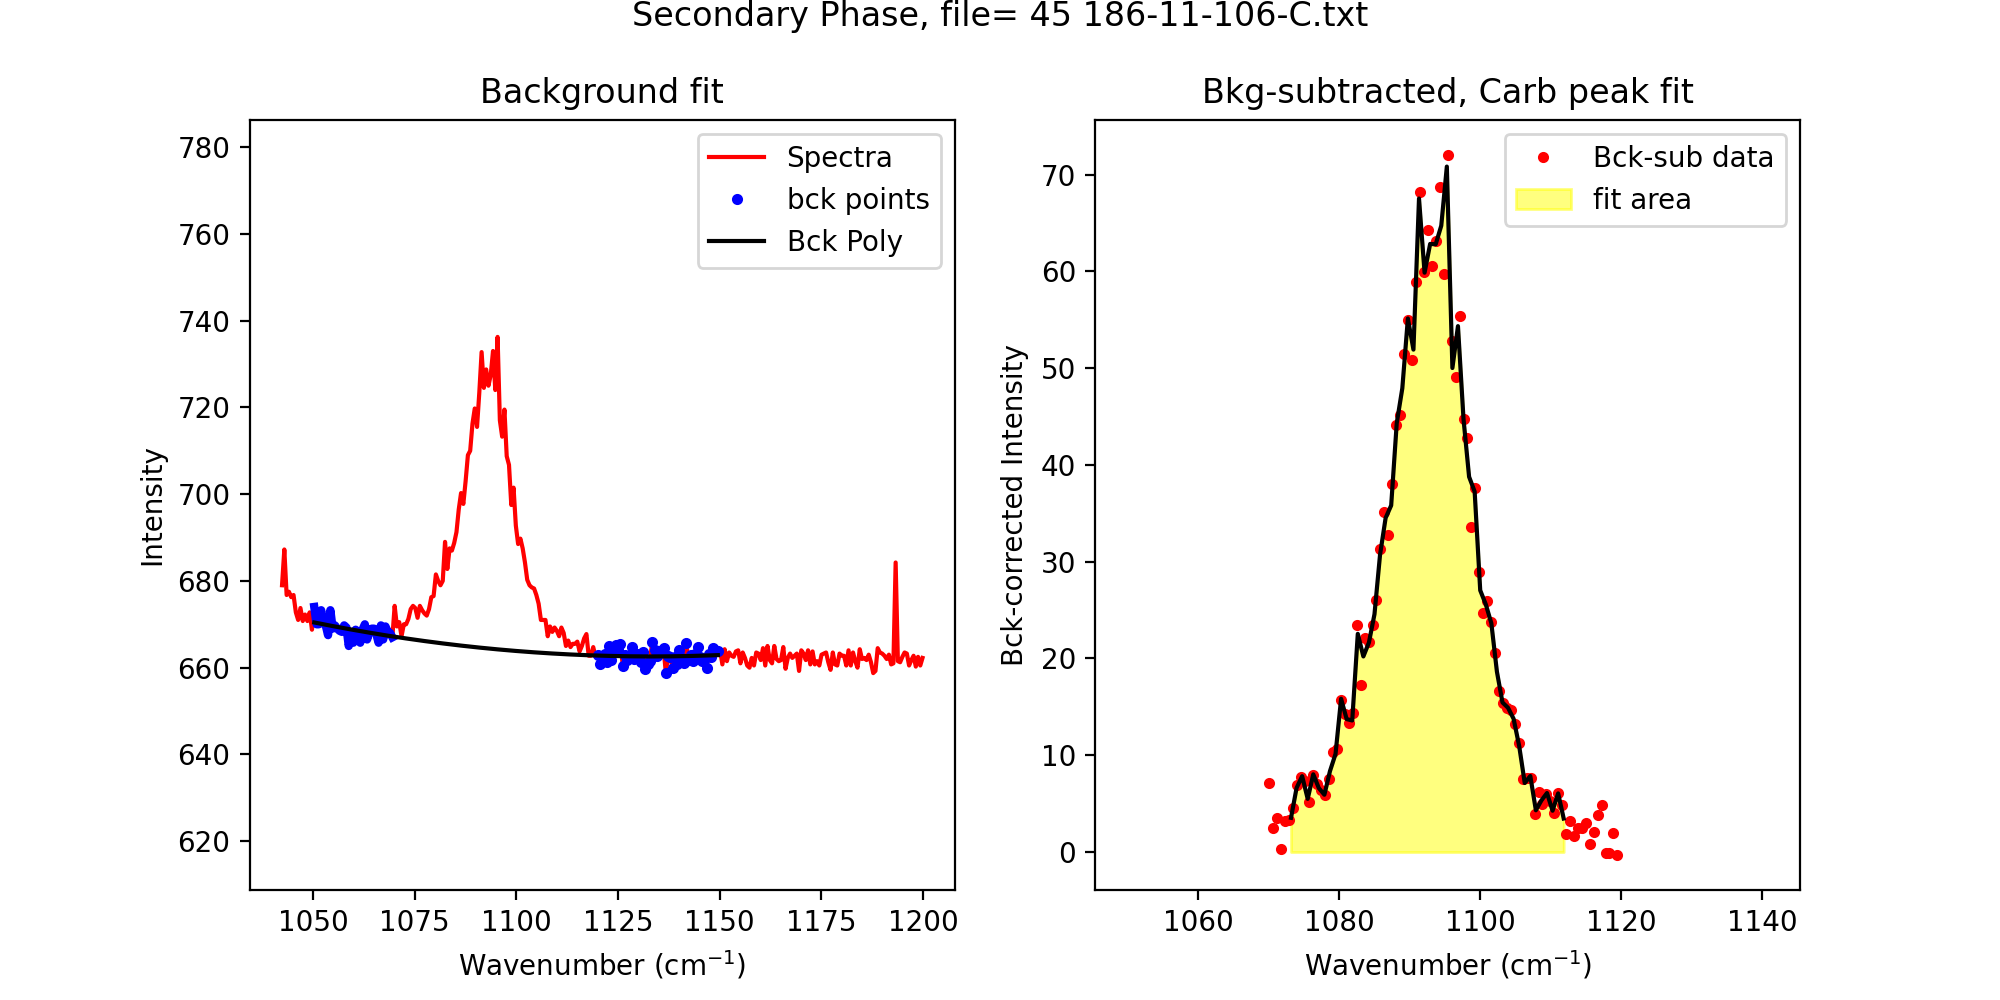 Secondary Phase, file= 45 186-11-106-C.txt
Background fit
Spectra
bck points
Bck Poly
780
760
740
720
700
680
660
640
620
Intensity
1050 1075 1100 1125 1150 1175 1200
Wavenumber (cm⁻¹)
Bkg-subtracted, Carb peak fit
Bck-sub data
fit area
70
60
50
40
30
20
10
0
Bck-corrected Intensity
1060 1080 1100 1120 1140
Wavenumber (cm⁻¹)